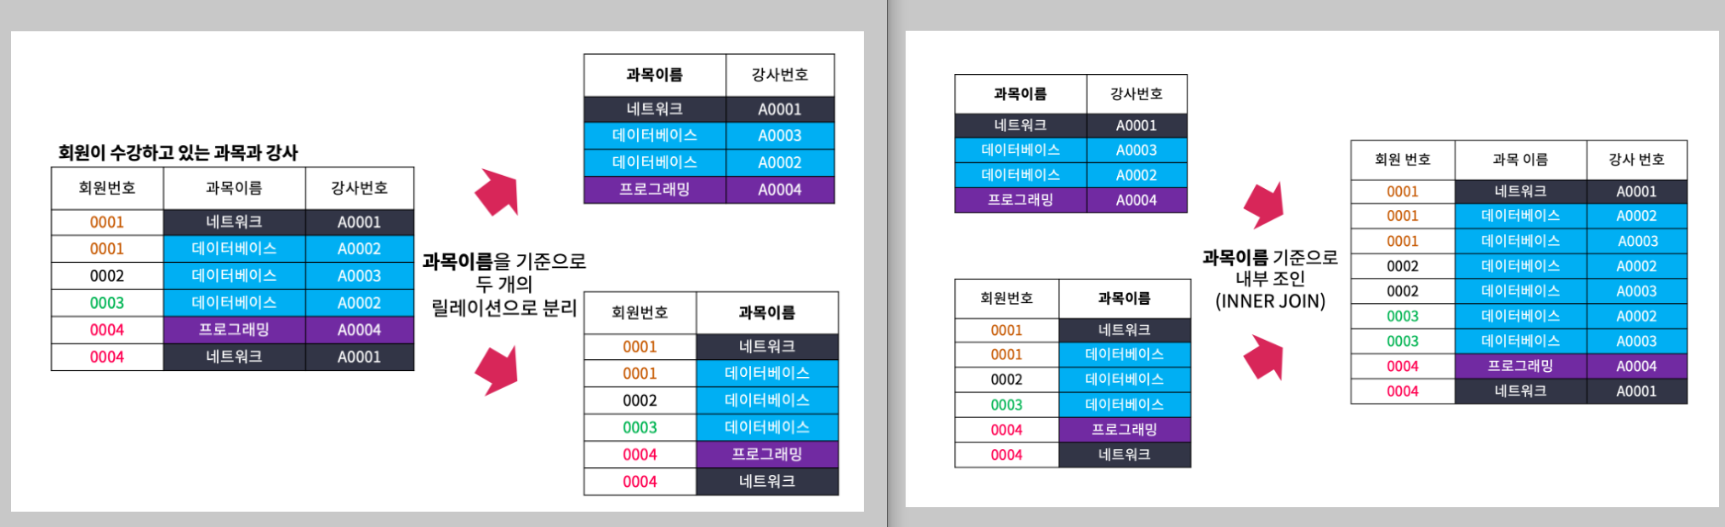 회원이 수강하고 있는 과목과 강사
회원번호 과목이름 강사번호
0001 네트워크 A0001
0001 데이터베이스 A0002
0002 데이터베이스 A0003
0003 데이터베이스 A0002
0004 프로그래밍 A0004
0004 네트워크 A0001
과목이름을 기준으로
두 개의
릴레이션으로 분리
과목이름 강사번호
네트워크 A0001
데이터베이스 A0003
데이터베이스 A0002
프로그래밍 A0004
회원번호 과목이름
0001 네트워크
0001 데이터베이스
0002 데이터베이스
0003 데이터베이스
0004 프로그래밍
0004 네트워크
과목이름 강사번호
네트워크 A0001
데이터베이스 A0003
데이터베이스 A0002
프로그래밍 A0004
회원번호 과목이름
0001 네트워크
0001 데이터베이스
0002 데이터베이스
0003 데이터베이스
0004 프로그래밍
0004 네트워크
과목이름 기준으로
내부 조인
(INNER JOIN)
회원 번호 과목 이름 강사 번호
0001 네트워크 A0001
0001 데이터베이스 A0002
0001 데이터베이스 A0003
0002 데이터베이스 A0002
0002 데이터베이스 A0003
0003 데이터베이스 A0002
0003 데이터베이스 A0003
0004 프로그래밍 A0004
0004 네트워크 A0001